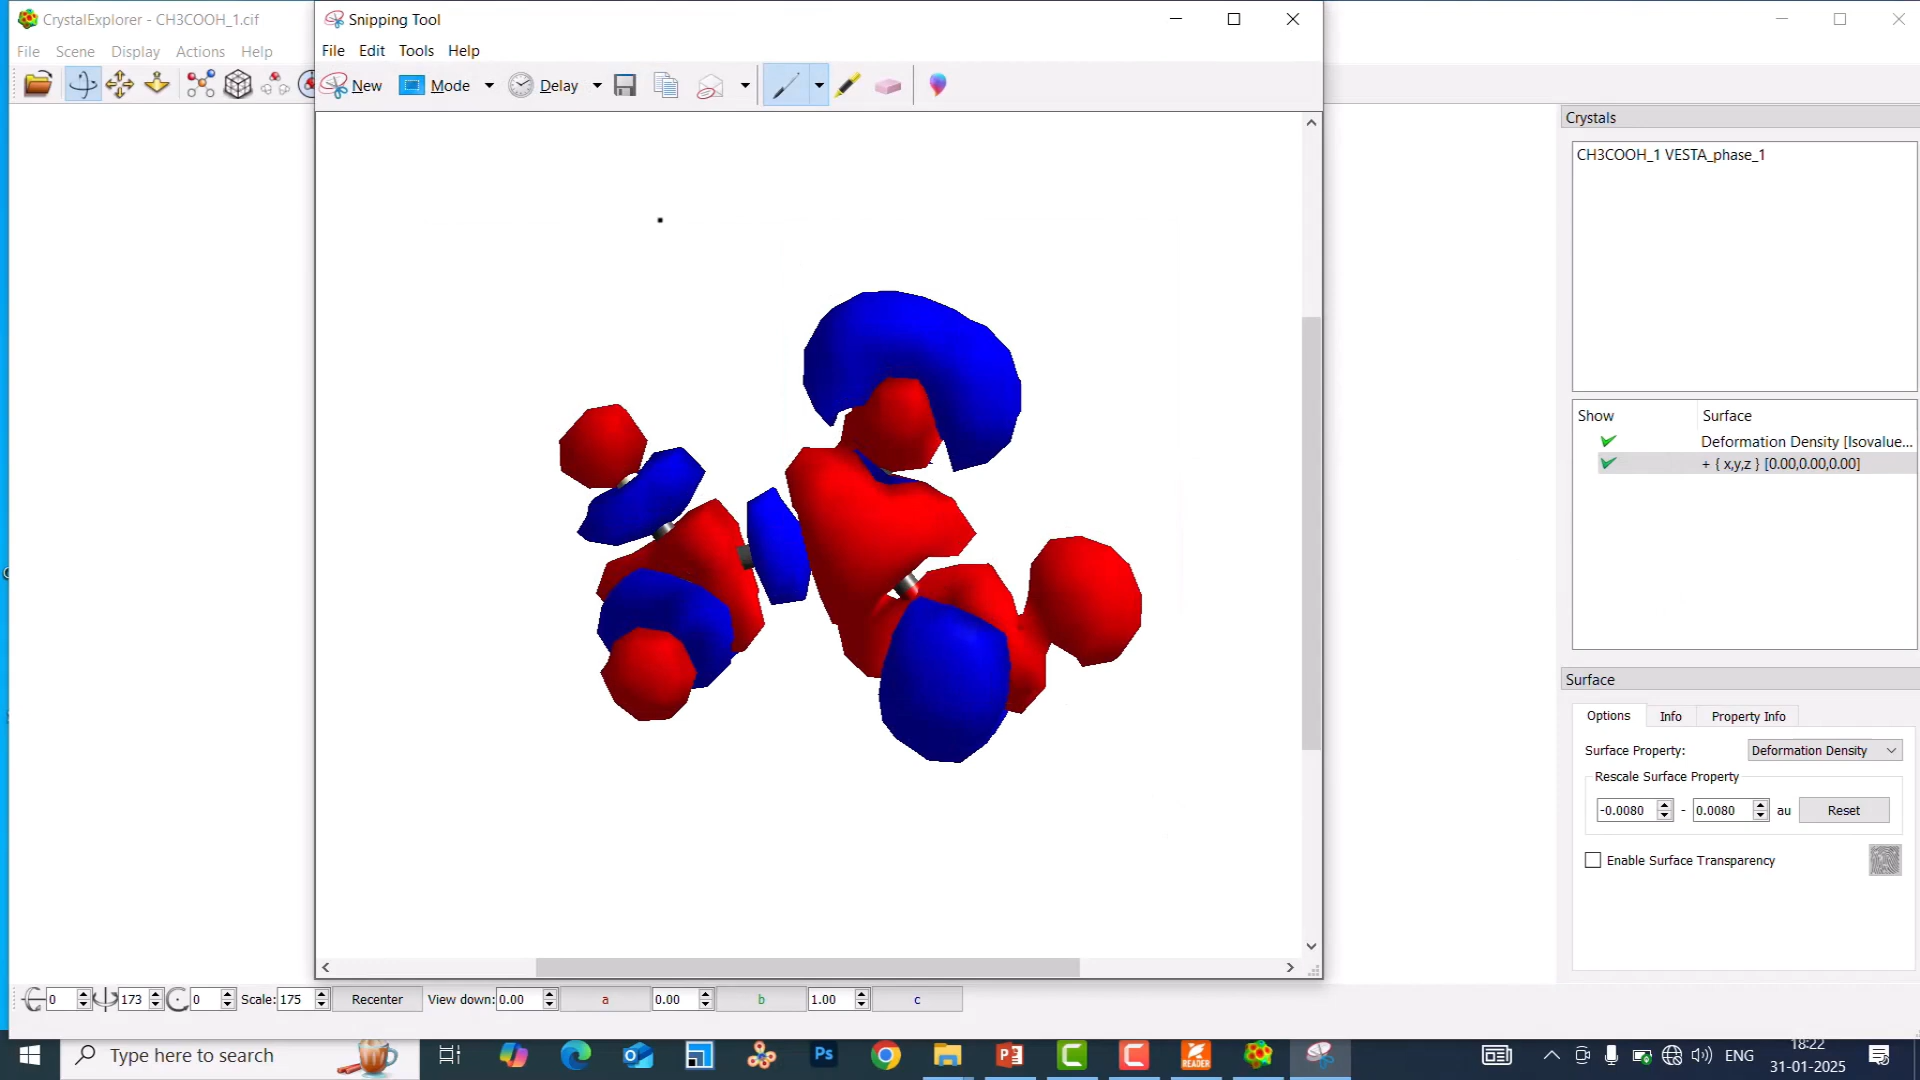 CrystalExplorer - CH3COOH_1.cif
File Scene Display Actions Help
Snipping Tool
File Edit Tools Help
New Mode Delay
Crystals
CH3COOH_1 VESTA_phase_1
Show Surface
Deformation Density [Isovalue...
+ { x,y,z } [0.00,0.00,0.00]
Surface
Options Info Property Info
Surface Property: Deformation Density
Rescale Surface Property
-0.0080 - 0.0080 au Reset
Enable Surface Transparency
0 173 0 Scale: 175 Recenter View down: 0.00 a 0.00 b 1.00 c
Type here to search
Ps
READER
ENG
18:22
31-01-2025